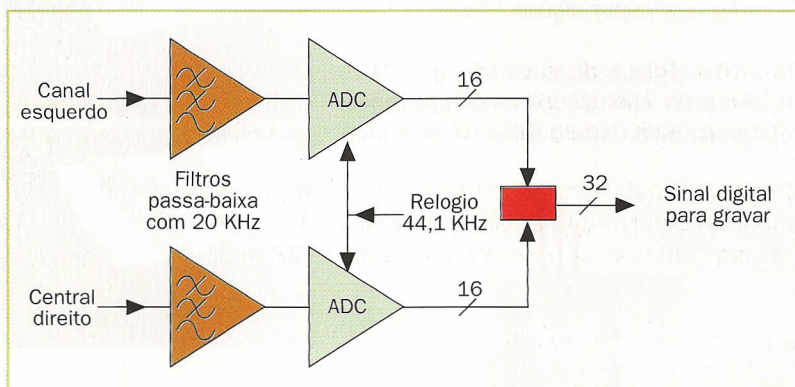 Canal
esquerdo
ADC
16
Filtros
passa-baixa
com 20 KHz
Relogio
44,1 KHz
32
Sinal digital
para gravar
Central
direito
ADC
16